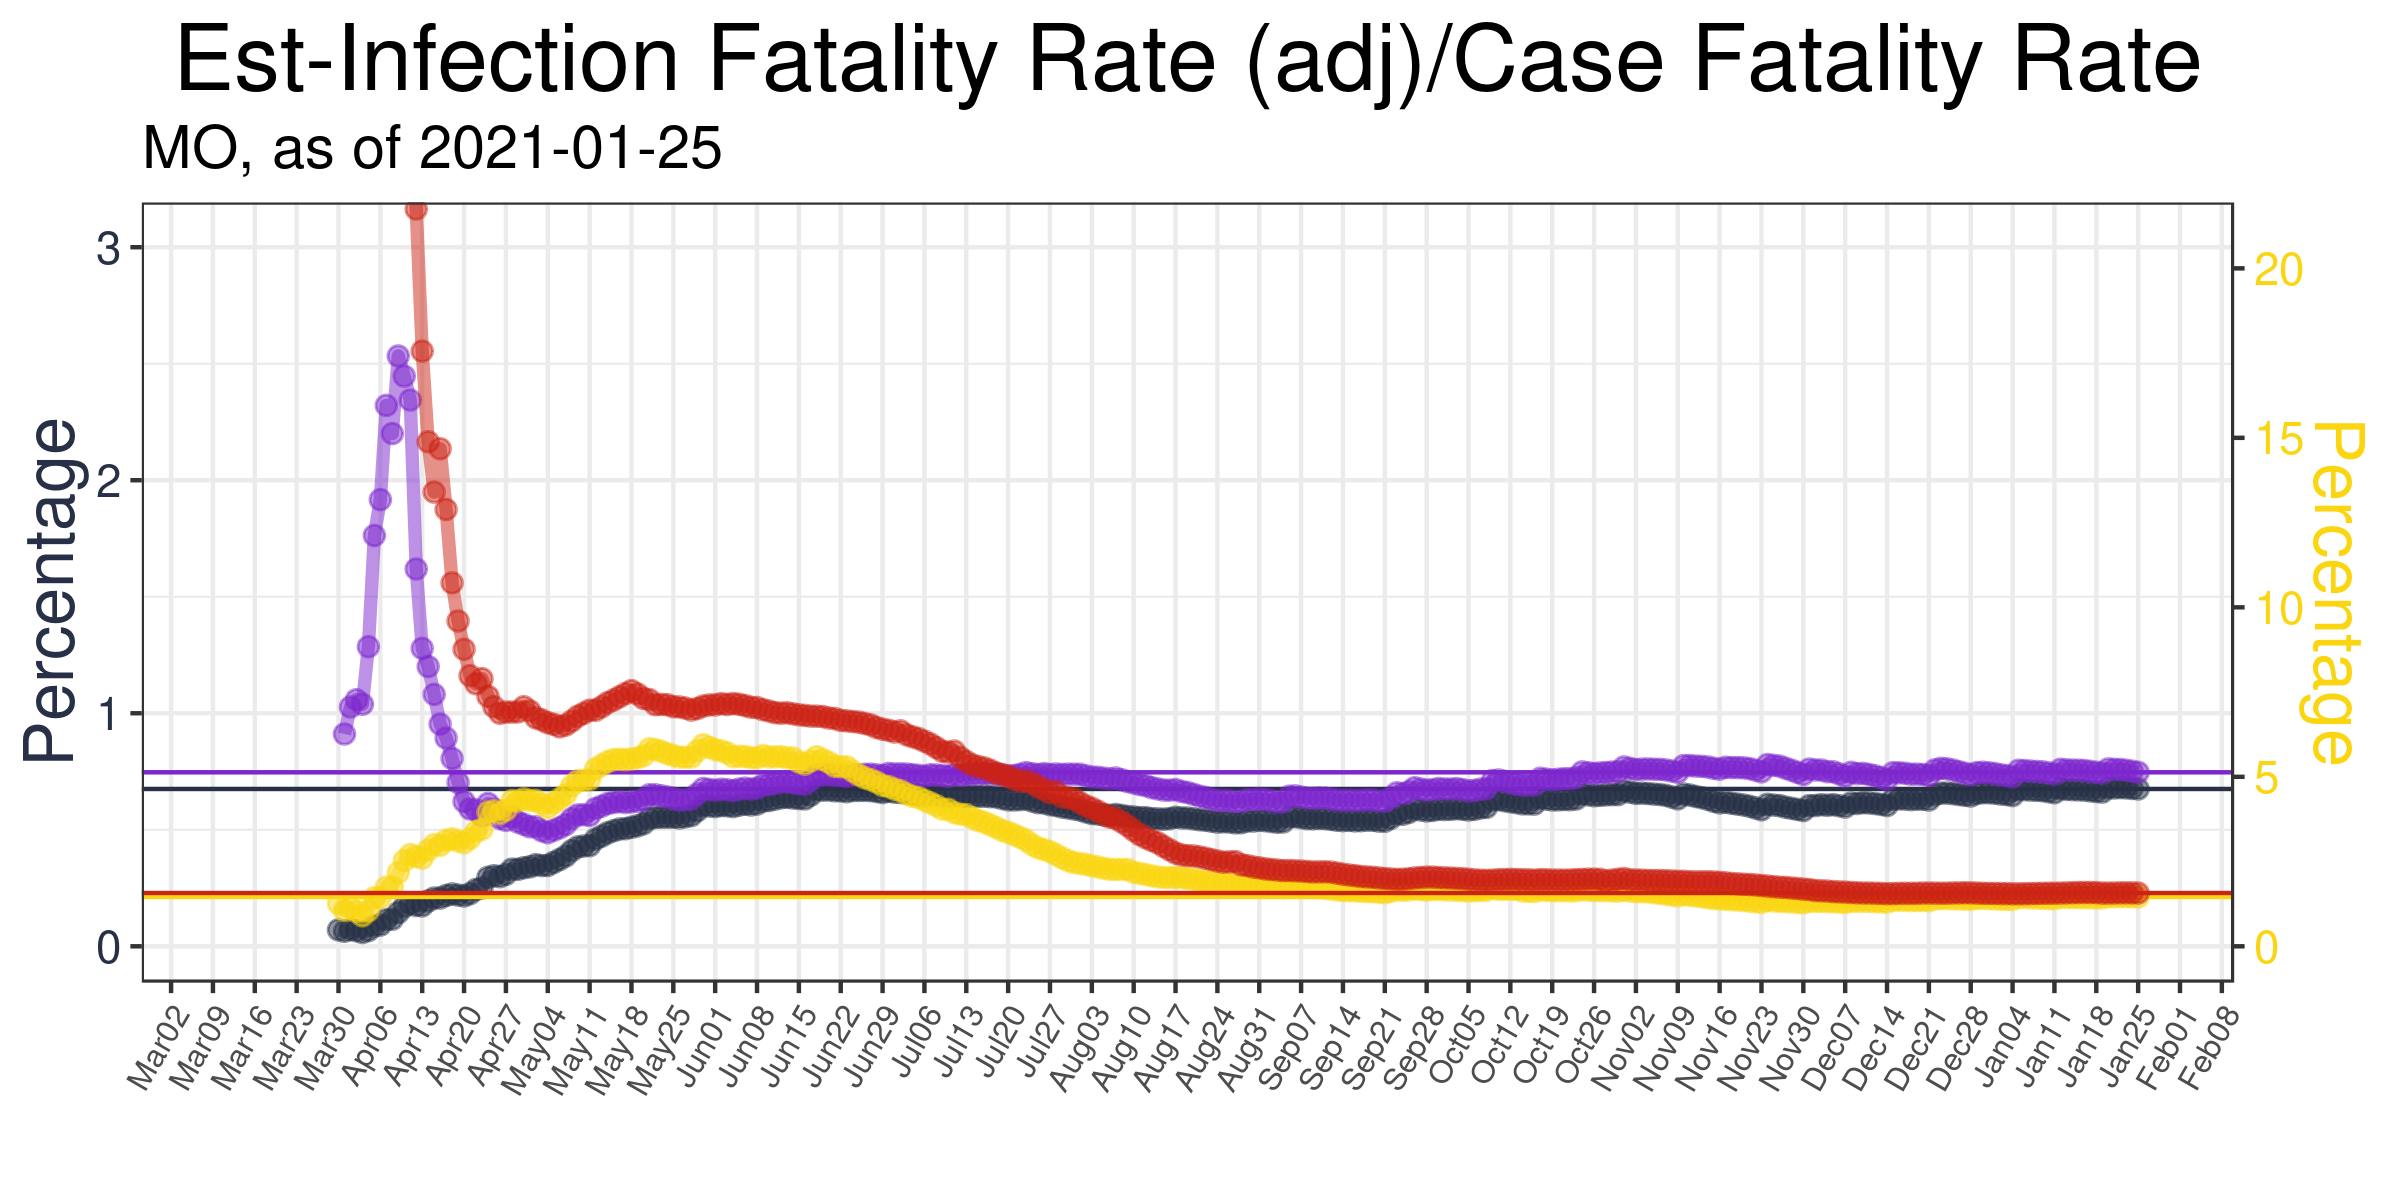 Est-Infection Fatality Rate (adj)/Case Fatality Rate
MO, as of 2021-01-25
Percentage
3
2
1
0
20
15
10
5
0
Percentage
Mar02
Mar09
Mar16
Mar23
Mar30
Apr06
Apr13
Apr20
Apr27
May04
May11
May18
May25
Jun01
Jun08
Jun15
Jun22
Jun29
Jul06
Jul13
Jul20
Jul27
Aug03
Aug10
Aug17
Aug24
Aug31
Sep07
Sep14
Sep21
Sep28
Oct05
Oct12
Oct19
Oct26
Nov02
Nov09
Nov16
Nov23
Nov30
Dec07
Dec14
Dec21
Dec28
Jan04
Jan11
Jan18
Jan25
Feb01
Feb08